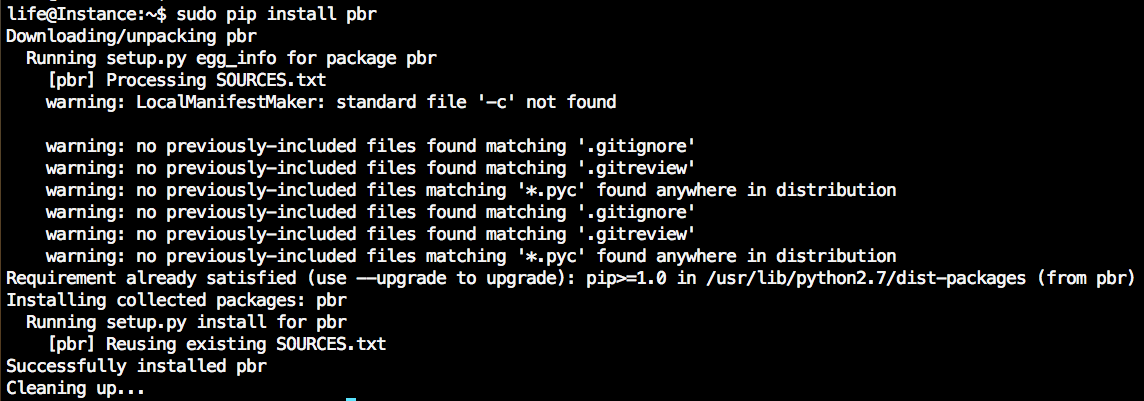 life@Instance:~$ sudo pip install pbr
Downloading/unpacking pbr
  Running setup.py egg_info for package pbr
    [pbr] Processing SOURCES.txt
    warning: LocalManifestMaker: standard file '-c' not found

    warning: no previously-included files found matching '.gitignore'
    warning: no previously-included files found matching '.gitreview'
    warning: no previously-included files matching '*.pyc' found anywhere in distribution
    warning: no previously-included files found matching '.gitignore'
    warning: no previously-included files found matching '.gitreview'
    warning: no previously-included files matching '*.pyc' found anywhere in distribution
Requirement already satisfied (use --upgrade to upgrade): pip>=1.0 in /usr/lib/python2.7/dist-packages (from pbr)
Installing collected packages: pbr
  Running setup.py install for pbr
    [pbr] Reusing existing SOURCES.txt
Successfully installed pbr
Cleaning up...